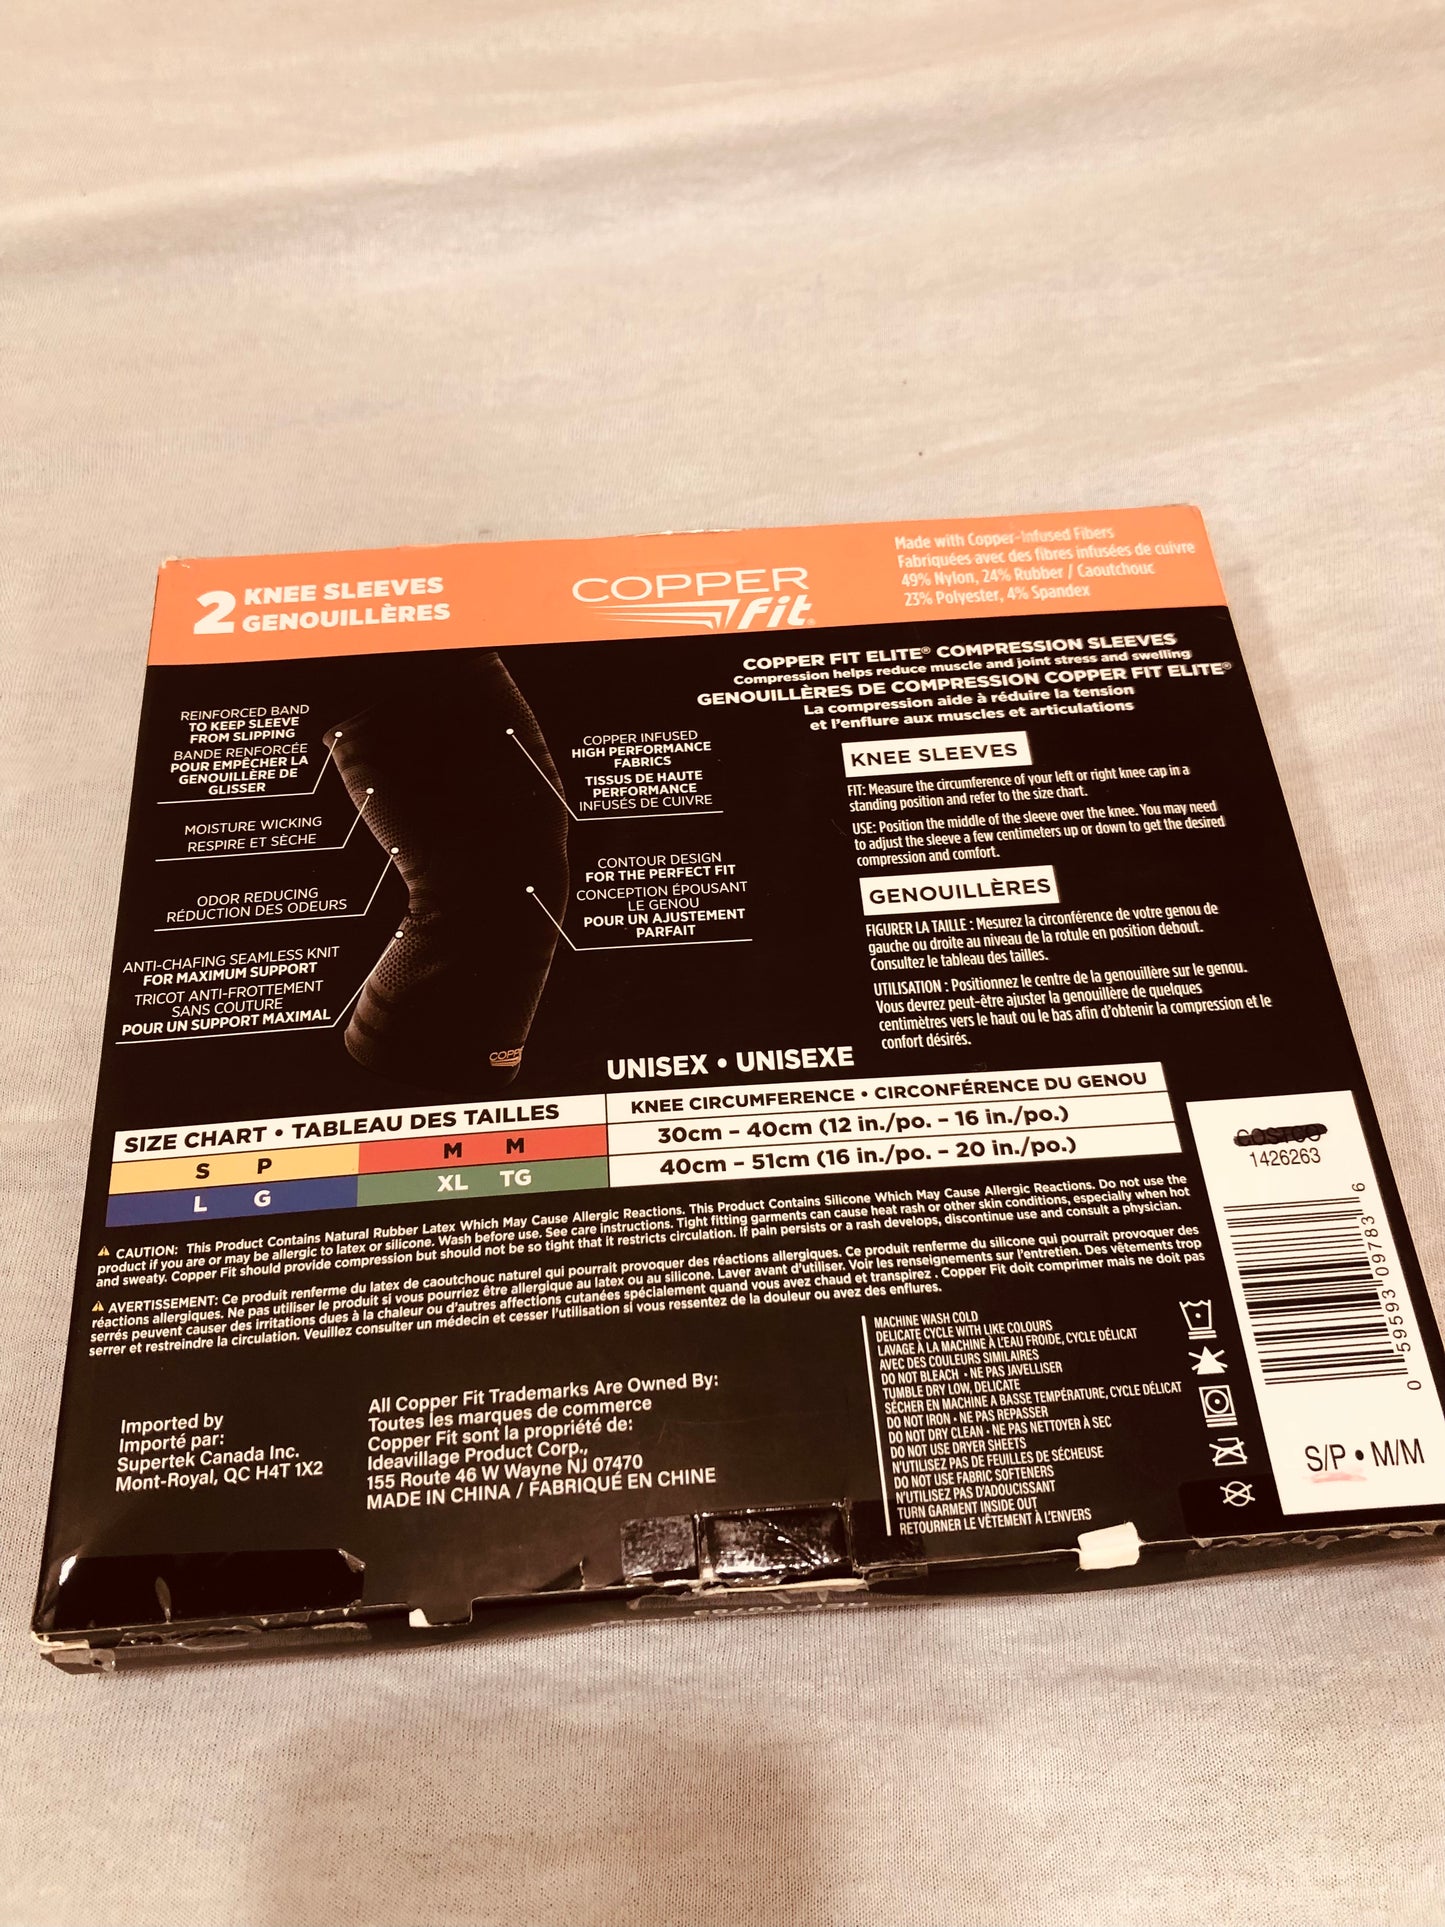 2 KNEE SLEEVES
GENOUILLÈRES
COPPER
Fit®
Made with Copper-Infused Fibers
Fabriquées avec des fibres infusées de cuivre
49% Nylon, 24% Rubber / Caoutchouc
23% Polyester, 4% Spandex
COPPER FIT ELITE® COMPRESSION SLEEVES
Compression helps reduce muscle and joint stress and swelling
GENOUILLÈRES DE COMPRESSION COPPER FIT ELITE®
La compression aide à réduire la tension
et l'enflure aux muscles et articulations
REINFORCED BAND
TO KEEP SLEEVE
FROM SLIPPING
BANDE RENFORCÉE
POUR EMPÊCHER LA
GENOUILLÈRE DE
GLISSER
MOISTURE WICKING
RESPIRE ET SÈCHE
ODOR REDUCING
RÉDUCTION DES ODEURS
ANTI-CHAFING SEAMLESS KNIT
FOR MAXIMUM SUPPORT
TRICOT ANTI-FROTTEMENT
SANS COUTURE
POUR UN SUPPORT MAXIMAL
COPPER INFUSED
HIGH PERFORMANCE
FABRICS
TISSUS DE HAUTE
PERFORMANCE
INFUSÉS DE CUIVRE
CONTOUR DESIGN
FOR THE PERFECT FIT
CONCEPTION ÉPOUSANT
LE GENOU
POUR UN AJUSTEMENT
PARFAIT
COPP
KNEE SLEEVES
FIT: Measure the circumference of your left or right knee cap in a
standing position and refer to the size chart.
USE: Position the middle of the sleeve over the knee. You may need
to adjust the sleeve a few centimeters up or down to get the desired
compression and comfort.
GENOUILLÈRES
FIGURER LA TAILLE : Mesurez la circonférence de votre genou de
gauche ou droite au niveau de la rotule en position debout.
Consultez le tableau des tailles.
UTILISATION : Positionnez le centre de la genouillère sur le genou.
Vous devrez peut-être ajuster la genouillère de quelques
centimètres vers le haut ou le bas afin d'obtenir la compression et le
confort désirés.
UNISEX • UNISEXE
SIZE CHART • TABLEAU DES TAILLES
KNEE CIRCUMFERENCE • CIRCONFÉRENCE DU GENOU
S P M M 30cm – 40cm (12 in./po. – 16 in./po.)
L G XL TG 40cm – 51cm (16 in./po. – 20 in./po.)
CAUTION: This Product Contains Natural Rubber Latex Which May Cause Allergic Reactions. This Product Contains Silicone Which May Cause Allergic Reactions. Do not use the
product if you are or may be allergic to latex or silicone. Wash before use. See care instructions. Tight fitting garments can cause heat rash or other skin conditions, especially when hot
and sweaty. Copper Fit should provide compression but should not be so tight that it restricts circulation. If pain persists or a rash develops, discontinue use and consult a physician.
AVERTISSEMENT: Ce produit renferme du latex de caoutchouc naturel qui pourrait provoquer des réactions allergiques. Ce produit renferme du silicone qui pourrait provoquer des
réactions allergiques. Ne pas utiliser le produit si vous pourriez être allergique au latex ou au silicone. Laver avant d'utiliser. Voir les renseignements sur l'entretien. Des vêtements trop
serrés peuvent causer des irritations dues à la chaleur ou d'autres affections cutanées spécialement quand vous avez chaud et transpirez . Copper Fit doit comprimer mais ne doit pas
serrer et restreindre la circulation. Veuillez consulter un médecin et cesser l'utilisation si vous ressentez de la douleur ou avez des enflures.
Imported by
Importé par:
Supertek Canada Inc.
Mont-Royal, QC H4T 1X2
All Copper Fit Trademarks Are Owned By:
Toutes les marques de commerce
Copper Fit sont la propriété de:
Ideavillage Product Corp.,
155 Route 46 W Wayne NJ 07470
MADE IN CHINA / FABRIQUÉ EN CHINE
MACHINE WASH COLD
DELICATE CYCLE WITH LIKE COLOURS
LAVAGE À LA MACHINE À L'EAU FROIDE, CYCLE DÉLICAT
AVEC DES COULEURS SIMILAIRES
DO NOT BLEACH • NE PAS JAVELLISER
TUMBLE DRY LOW, DELICATE
SÉCHER EN MACHINE A BASSE TEMPÉRATURE, CYCLE DÉLICAT
DO NOT IRON • NE PAS REPASSER
DO NOT DRY CLEAN • NE PAS NETTOYER À SEC
DO NOT USE DRYER SHEETS
N'UTILISEZ PAS DE FEUILLES DE SÉCHEUSE
DO NOT USE FABRIC SOFTENERS
N'UTILISEZ PAS D'ADOUCISSANT
TURN GARMENT INSIDE OUT
RETOURNER LE VÊTEMENT À L'ENVERS
COSTCO
1426263
0 59593 09783 6
S/P • M/M